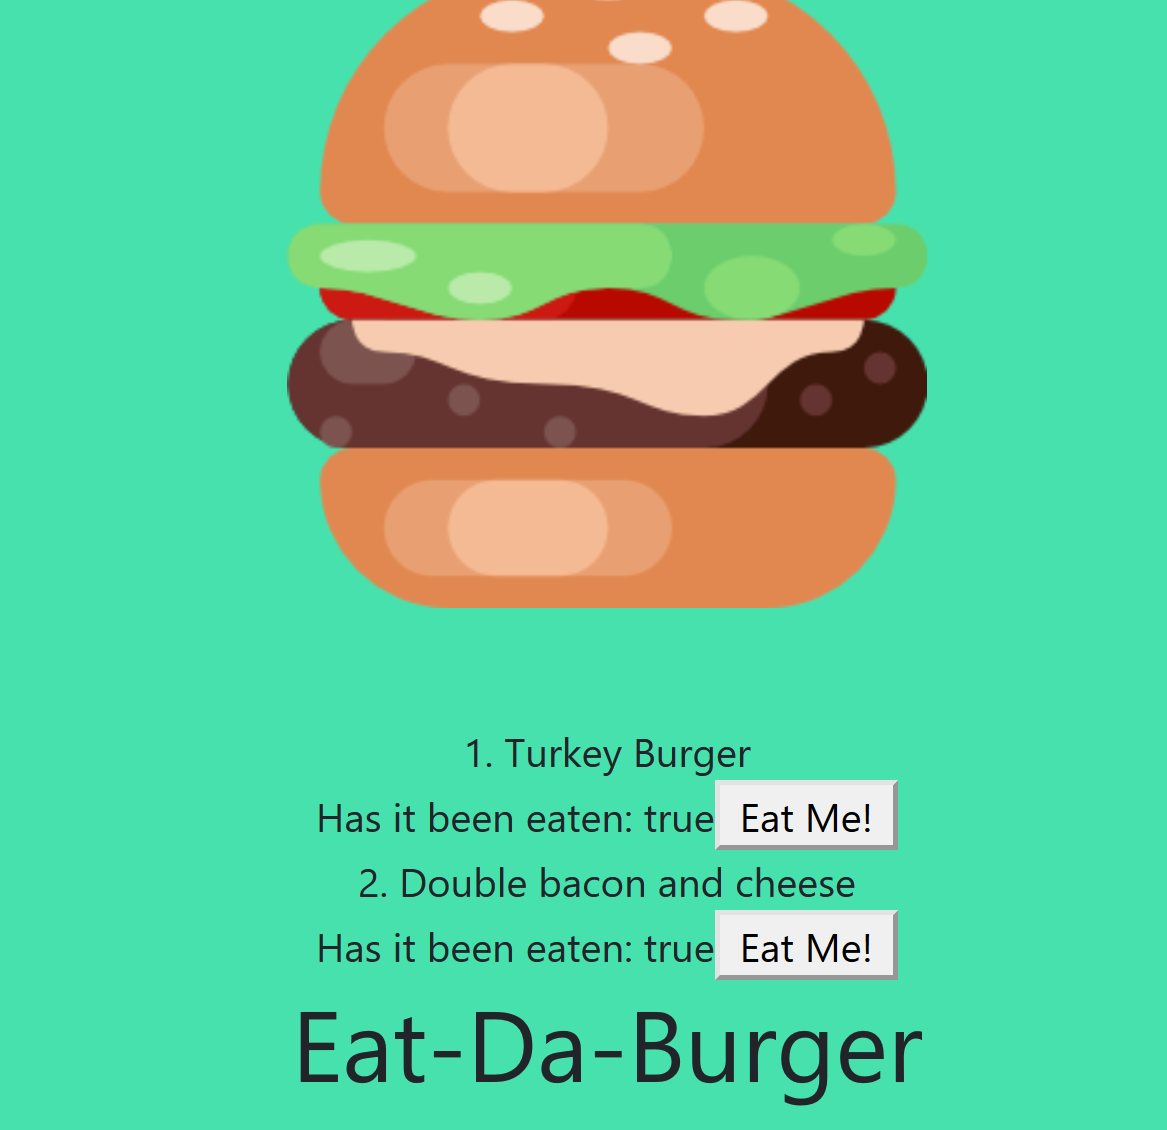 1. Turkey Burger
Has it been eaten: true Eat Me!
2. Double bacon and cheese
Has it been eaten: true Eat Me!
Eat-Da-Burger